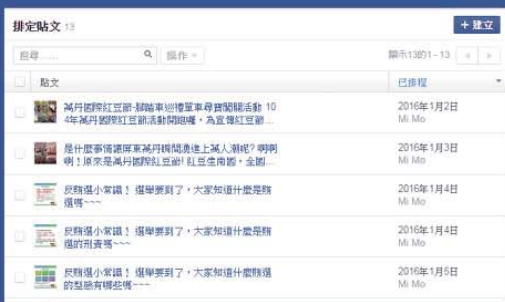 排定貼文 13
+ 建立
搜尋......
操作
顯示13的1-13
貼文
已排程
萬丹國際紅豆節-腳踏車巡禮單車尋寶闖關活動 10
4年萬丹國際紅豆節活動開跑囉，為宣傳紅豆節...
2016年1月2日
Mi Mo
是什麼事情讓屏東萬丹瞬間湧進上萬人潮呢? 啊啊
啊！原來是萬丹國際紅豆節! 紅豆生南國，全國...
2016年1月3日
Mi Mo
反賄選小常識！ 選舉要到了，大家知道什麼是賄
選嗎~~~
2016年1月4日
Mi Mo
反賄選小常識！ 選舉要到了，大家知道什麼是賄
選的刑責嗎~~~
2016年1月4日
Mi Mo
反賄選小常識！ 選舉要到了，大家知道什麼賄選
的型態有哪些嗎~~~
2016年1月5日
Mi Mo